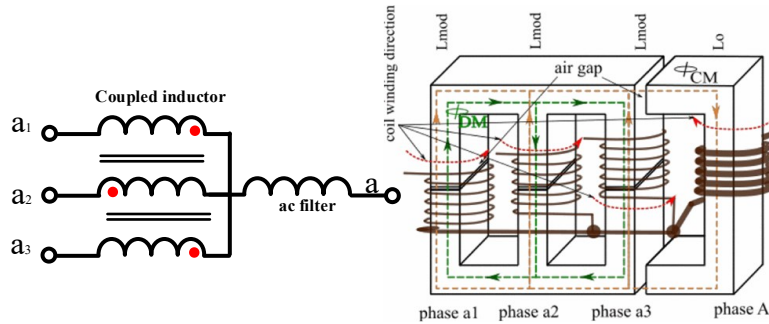 Coupled inductor
a1
a2
a3
ac filter
a
Lmod
Lmod
Lmod
Lo
coil winding direction
air gap
ϕCM
ϕDM
phase a1
phase a2
phase a3
phase A